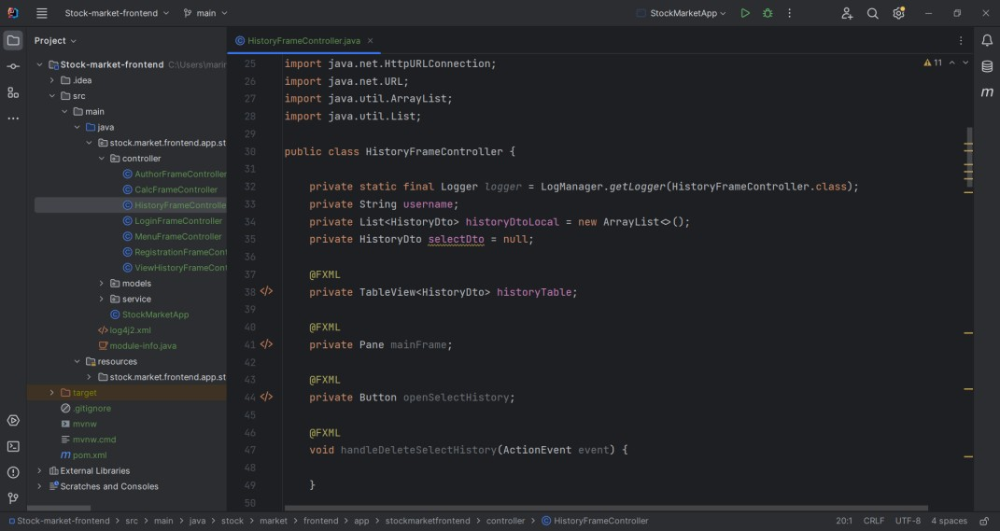 Stock-market-frontend
main
StockMarketApp
Project
HistoryFrameController.java
Stock-market-frontend C:\Users\mari
.idea
src
main
java
stock.market.frontend.app.st
controller
AuthorFrameController
CalcFrameController
HistoryFrameControlle
LoginFrameController
MenuFrameController
RegistrationFrameCont
ViewHistoryFrameCont
models
service
StockMarketApp
log4j2.xml
module-info.java
resources
stock.market.frontend.app.st
target
.gitignore
mvnw
mvnw.cmd
pom.xml
External Libraries
Scratches and Consoles
11
25 import java.net.HttpURLConnection;
26 import java.net.URL;
27 import java.util.ArrayList;
28 import java.util.List;
29
30 public class HistoryFrameController {
31
32 private static final Logger logger = LogManager.getLogger(HistoryFrameController.class);
33 private String username;
34 private List<HistoryDto> historyDtoLocal = new ArrayList<>();
35 private HistoryDto selectDto = null;
36
37 @FXML
38 private TableView<HistoryDto> historyTable;
39
40 @FXML
41 private Pane mainFrame;
42
43 @FXML
44 private Button openSelectHistory;
45
46 @FXML
47 void handleDeleteSelectHistory(ActionEvent event) {
48
49 }
50
Stock-market-frontend > src > main > java > stock > market > frontend > app > stockmarketfrontend > controller > HistoryFrameController
20:1 CRLF UTF-8 4 spaces